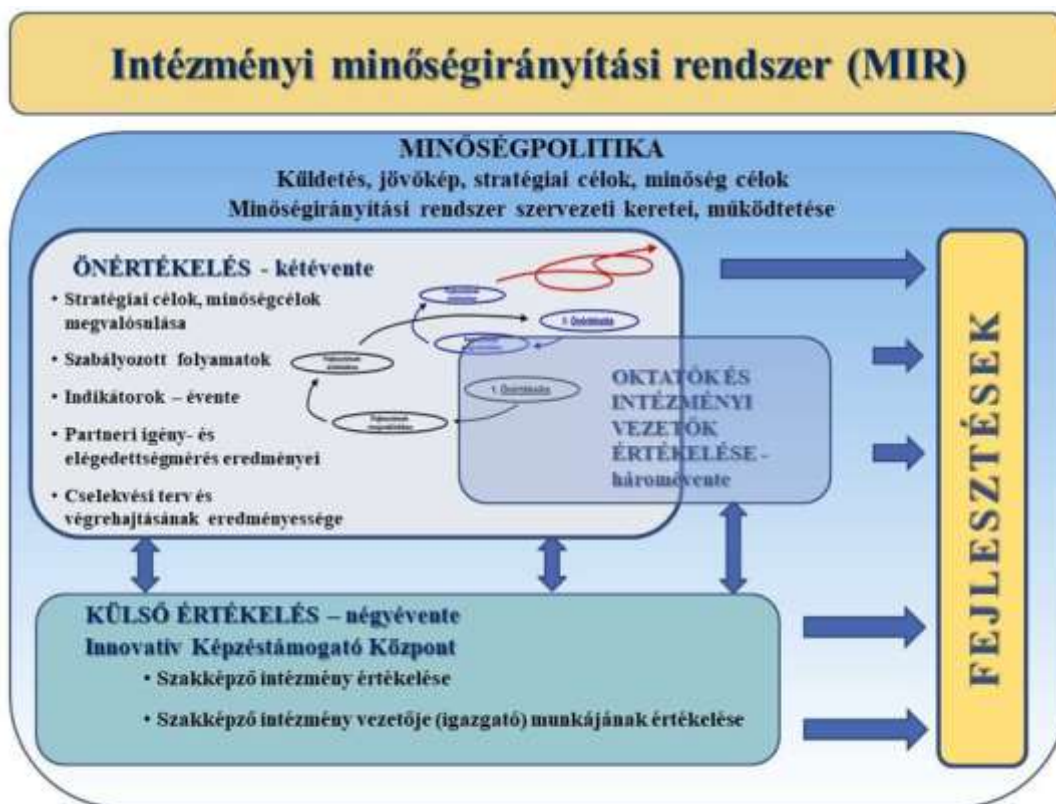 Intézményi minőségirányítási rendszer (MIR)
MINŐSÉGPOLITIKA
Küldetés, jövőkép, stratégiai célok, minőség célok
Minőségirányítási rendszer szervezeti keretei, működtetése
ÖNÉRTÉKELÉS - kétévente
• Stratégiai célok, minőségcélok
megvalósulása
• Szabályozott folyamatok
• Indikátorok – évente
• Partneri igény- és
elégedettségmérés eredményei
• Cselekvési terv és
végrehajtásának eredményessége
1. Önértékelés
OKTATÓK ÉS
INTÉZMÉNYI
VEZETŐK
ÉRTÉKELÉSE -
háromévente
KÜLSŐ ÉRTÉKELÉS – négyévente
Innovatív Képzéstámogató Központ
• Szakképző intézmény értékelése
• Szakképző intézmény vezetője (igazgató) munkájának értékelése
FEJLESZTÉSEK